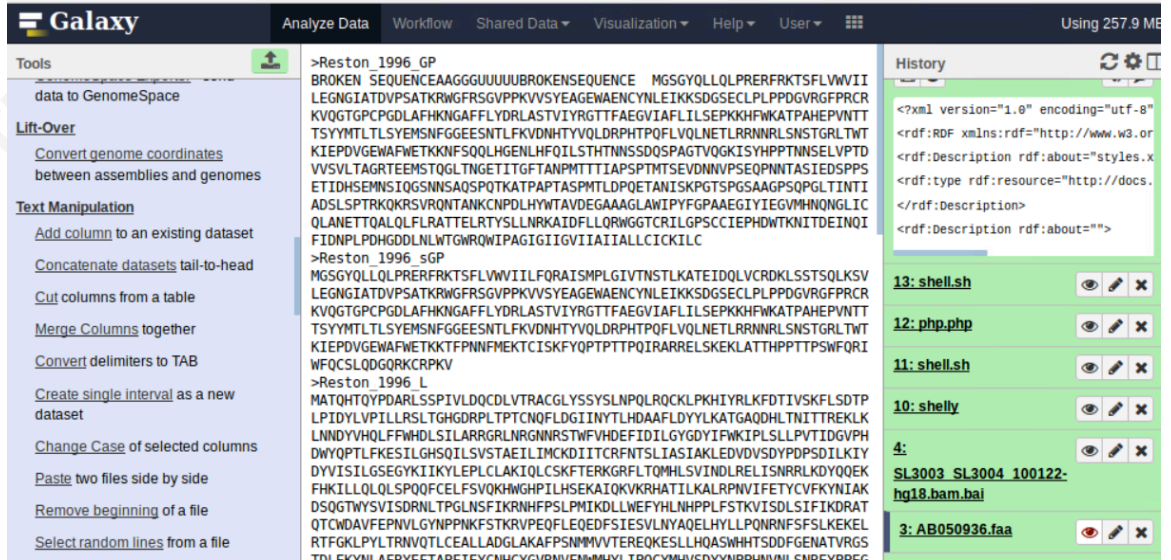 Galaxy
Analyze Data Workflow Shared Data Visualization Help User
Using 257.9 MB
Tools
data to GenomeSpace
Lift-Over
Convert genome coordinates
between assemblies and genomes
Text Manipulation
Add column to an existing dataset
Concatenate datasets tail-to-head
Cut columns from a table
Merge Columns together
Convert delimiters to TAB
Create single interval as a new
dataset
Change Case of selected columns
Paste two files side by side
Remove beginning of a file
Select random lines from a file
>Reston_1996_GP
BROKEN SEQUENCEAAGGGUUUUUBROKENSEQUENCE MGSGYQLLQLPRERFRKTSFLVWVII
LEGNGIATDVPSATKRWGFRSGVPPKVVSYEAGEWAENCYNLEIKKSDGSECLPLPPDGVRGFPRCR
KVQGTGPCPGDLAFHKNGAFFLYDRLASTVIYRGTTFAEGVIAFLILSEPKKHFWKATPAHEPVNTT
TSYYMTLTLSYEMSNFGGEESNTLFKVDNHTYVQLDRPHTPQFLVQLNETLRRNNRLSNSTGRLTWT
KIEPDVGEWAFWETKKNFSQQLHGENLHFQILSTHTNNSSDQSPAGTVQGKISYHPPTNNSELVPTD
VVSVLTAGRTEEMSTQGLTNGETITGFTANPMTTTIAPSPTMTSEVDNNVPSEQPNNTASIEDSPPS
ETIDHSEMNSIQGSNNSAQSPQTKATPAPTASPMTLDPQETANISKPGTSPGSAAGPSQPGLTINTI
ADSLSPTRKQKRSVRQNTANKCNPDLHYWTAVDEGAAAGLAWIPYFGPAAEGIYIEGVMHNQNGLIC
QLANETTQALQLFLRATTELRTYSLLNRKAIDFLLQRWGGTCRILGPSCCIEPHDWTKNITDEINQI
FIDNPLPDHGDDLNLWTGWRQWIPAGIGIIGVIIAIIALLCICKILC
>Reston_1996_sGP
MGSGYQLLQLPRERFRKTSFLVWVIILFQRAISMPLGIVTNSTLKATEIDQLVCRDKLSSTSQLKSV
LEGNGIATDVPSATKRWGFRSGVPPKVVSYEAGEWAENCYNLEIKKSDGSECLPLPPDGVRGFPRCR
KVQGTGPCPGDLAFHKNGAFFLYDRLASTVIYRGTTFAEGVIAFLILSEPKKHFWKATPAHEPVNTT
TSYYMTLTLSYEMSNFGGEESNTLFKVDNHTYVQLDRPHTPQFLVQLNETLRRNNRLSNSTGRLTWT
KIEPDVGEWAFWETKKTFPNNFMEKTCISKFYQPTPTTPQIRARRELSKEKLATTHPPTTPSWFQRI
WFQCSLQDGQRKCRPKV
>Reston_1996_L
MATQHTQYPDARLSSPIVLDQCDLVTRACGLYSSYSLNPQLRQCKLPKHIYRLKFDTIVSKFLSDTP
LPIDYLVPILLRSLTGHGDRPLTPTCNQFLDGIINYTLHDAAFLDYYLKATGAQDHLTNITTREKLK
LNNDYVHQLFFWHDLSILARRGRLNRGNNRSTWFVHDEFIDILGYGDYIFWKIPLSLLPVTIDGVPH
DWYQPTLFKESILGHSQILSVSTAEILIMCKDIITCRFNTSLIASIAKLEDVDVSDYPDPSDILKIY
DYVISILGSEGYKIIKYLEPLCLAKIQLCSKFTERKGRFLTQMHLSVINDLRELISNRRLKDYQQEK
FHKILLQLQLSPQQFCELFSVQKHWGHPILHSEKAIQKVKRHATILKALRPNVIFETYCVFKYNIAK
DSQGTWYSVISDRNLTPGLNSFIKRNHFPSLPMIKDLLWEFYHLNHPPLFSTKVISDLSIFIKDRAT
QTCWDAVFEPNVLGYNPPNKFSTKRVPEQFLEQEDFSIESVLNYAQELHYLLPQNRNFSFSLKEKEL
RTFGKLPYLTRNVQTLCEALLADGLAKAFPSNMMVVTEREQKESLLHQASWHHTSDDFGENATVRGS
History
<?xml version="1.0" encoding="utf-8"
<rdf:RDF xmlns:rdf="http://www.w3.or
<rdf:Description rdf:about="styles.x
<rdf:type rdf:resource="http://docs.
</rdf:Description>
<rdf:Description rdf:about="">
13: shell.sh
12: php.php
11: shell.sh
10: shelly
4:
SL3003_SL3004_100122-
hg18.bam.bai
3: AB050936.faa